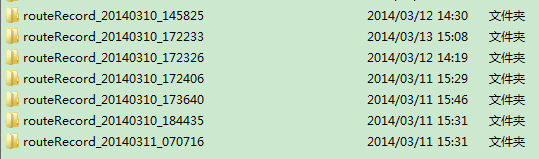 routeRecord_20140310_145825 2014/03/12 14:30 文件夹
routeRecord_20140310_172233 2014/03/13 15:08 文件夹
routeRecord_20140310_172326 2014/03/12 14:19 文件夹
routeRecord_20140310_172406 2014/03/11 15:29 文件夹
routeRecord_20140310_173640 2014/03/11 15:46 文件夹
routeRecord_20140310_184435 2014/03/11 15:31 文件夹
routeRecord_20140311_070716 2014/03/11 15:31 文件夹